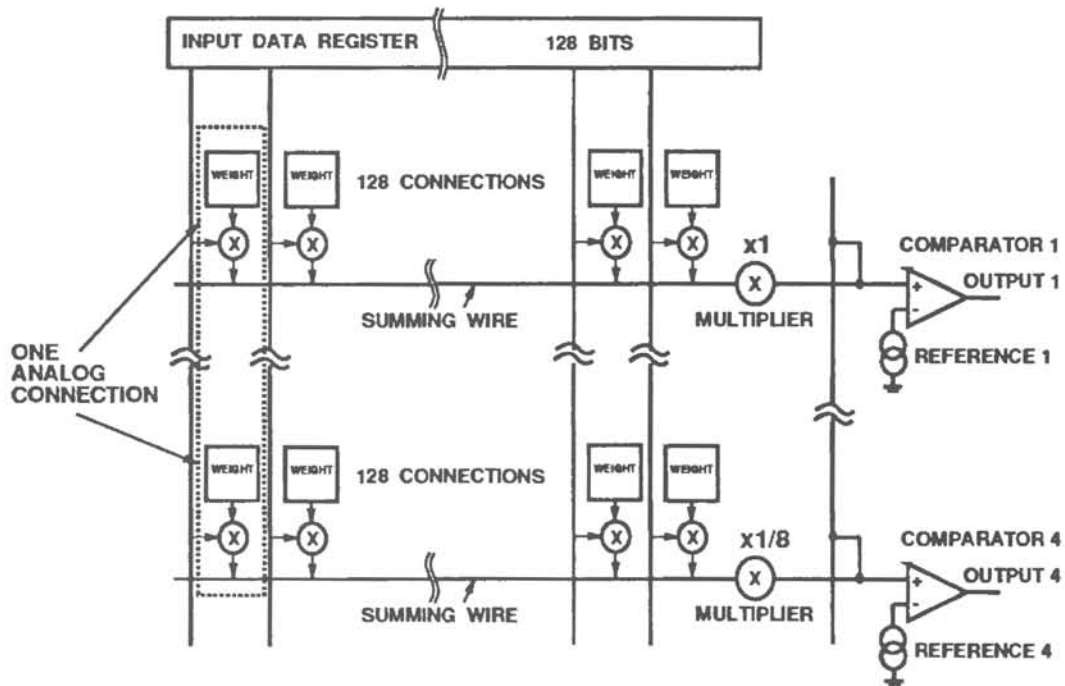 INPUT DATA REGISTER 128 BITS
WEIGHT WEIGHT 128 CONNECTIONS WEIGHT WEIGHT
X X X X
x1
X
SUMMING WIRE
MULTIPLIER
COMPARATOR 1
+
-
OUTPUT 1
REFERENCE 1
ONE
ANALOG
CONNECTION
WEIGHT WEIGHT 128 CONNECTIONS WEIGHT WEIGHT
X X X X
x1/8
X
SUMMING WIRE
MULTIPLIER
COMPARATOR 4
+
-
OUTPUT 4
REFERENCE 4